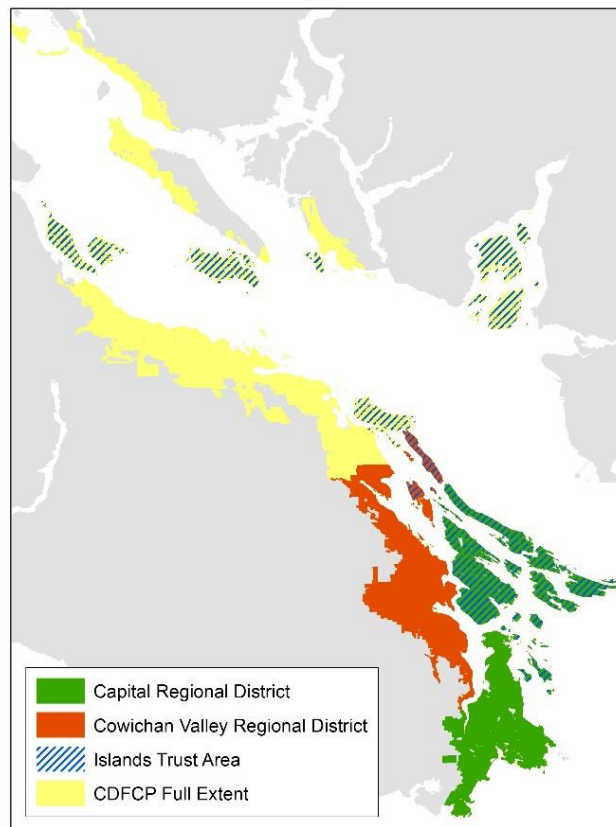 Capital Regional District
Cowichan Valley Regional District
Islands Trust Area
CDFCP Full Extent